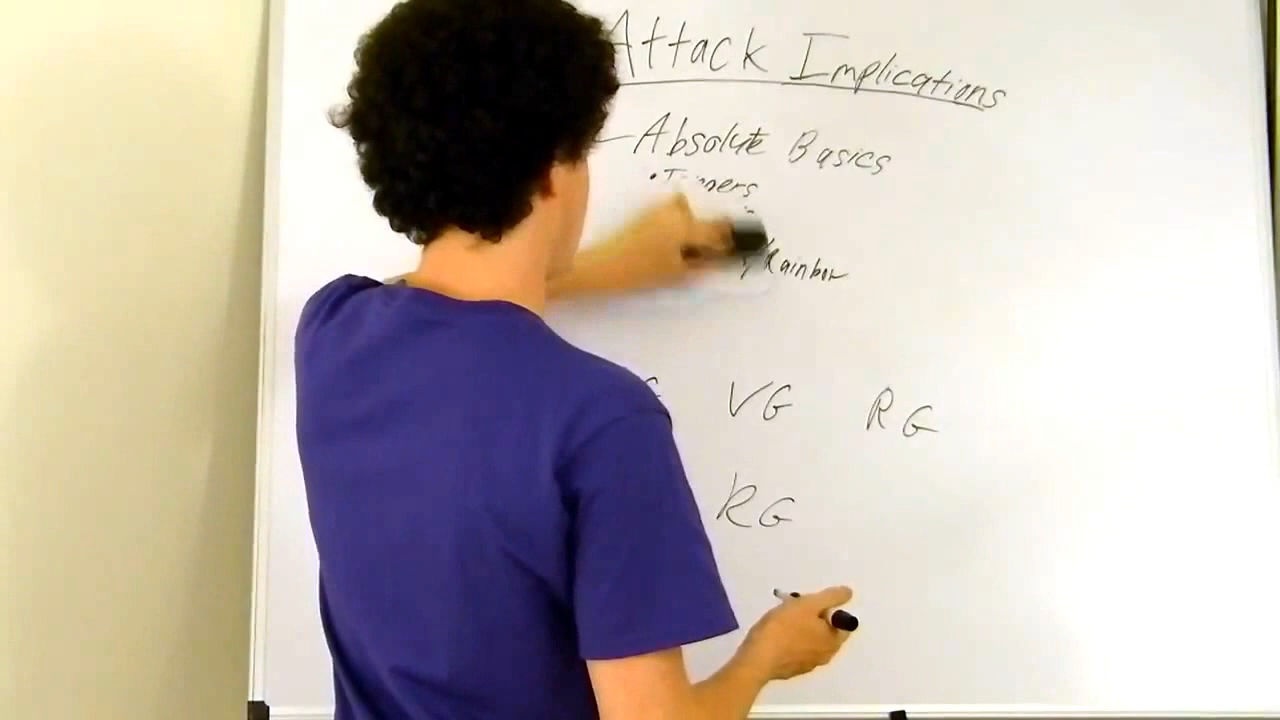 Attack Implications
Absolute Basics
Rainbow
VG RG
RG